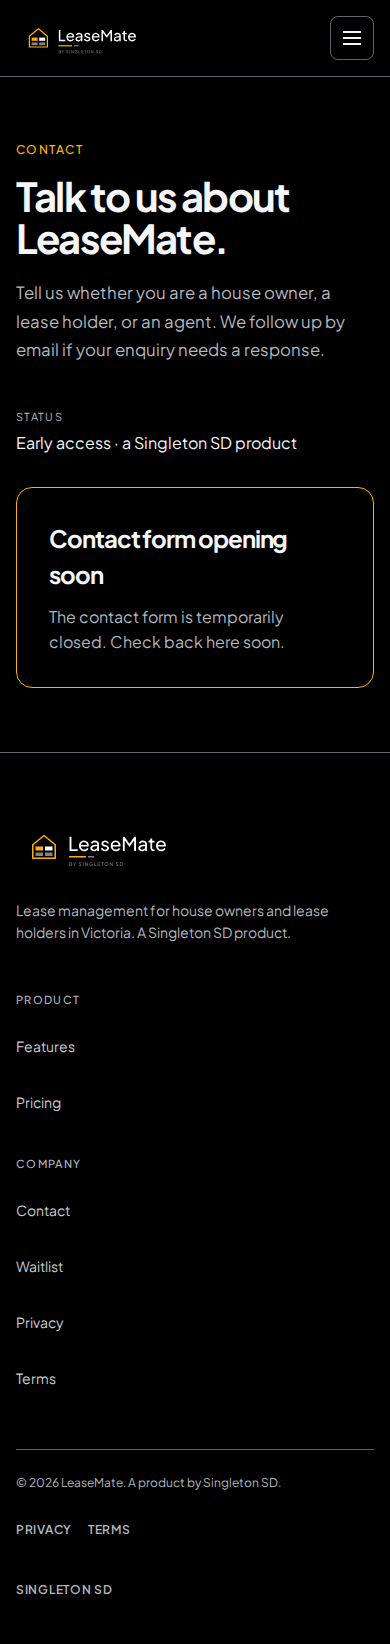 LeaseMate
BY SINGLETON SD
CONTACT
Talk to us about
LeaseMate.
Tell us whether you are a house owner, a
lease holder, or an agent. We follow up by
email if your enquiry needs a response.
STATUS
Early access · a Singleton SD product
Contact form opening
soon
The contact form is temporarily
closed. Check back here soon.
LeaseMate
BY SINGLETON SD
Lease management for house owners and lease
holders in Victoria. A Singleton SD product.
PRODUCT
Features
Pricing
COMPANY
Contact
Waitlist
Privacy
Terms
© 2026 LeaseMate. A product by Singleton SD.
PRIVACY TERMS
SINGLETON SD